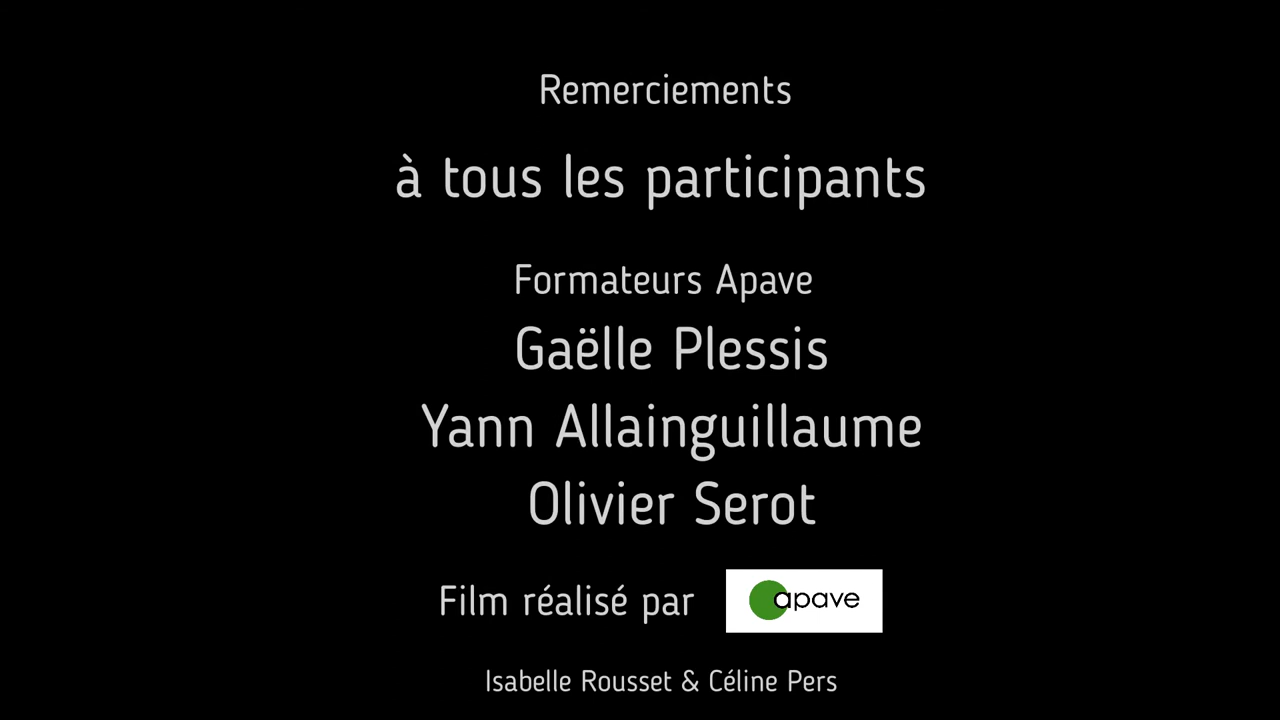 Remerciements
à tous les participants
Formateurs Apave
Gaëlle Plessis
Yann Allainguillaume
Olivier Serot
Film réalisé par apave
Isabelle Rousset & Céline Pers